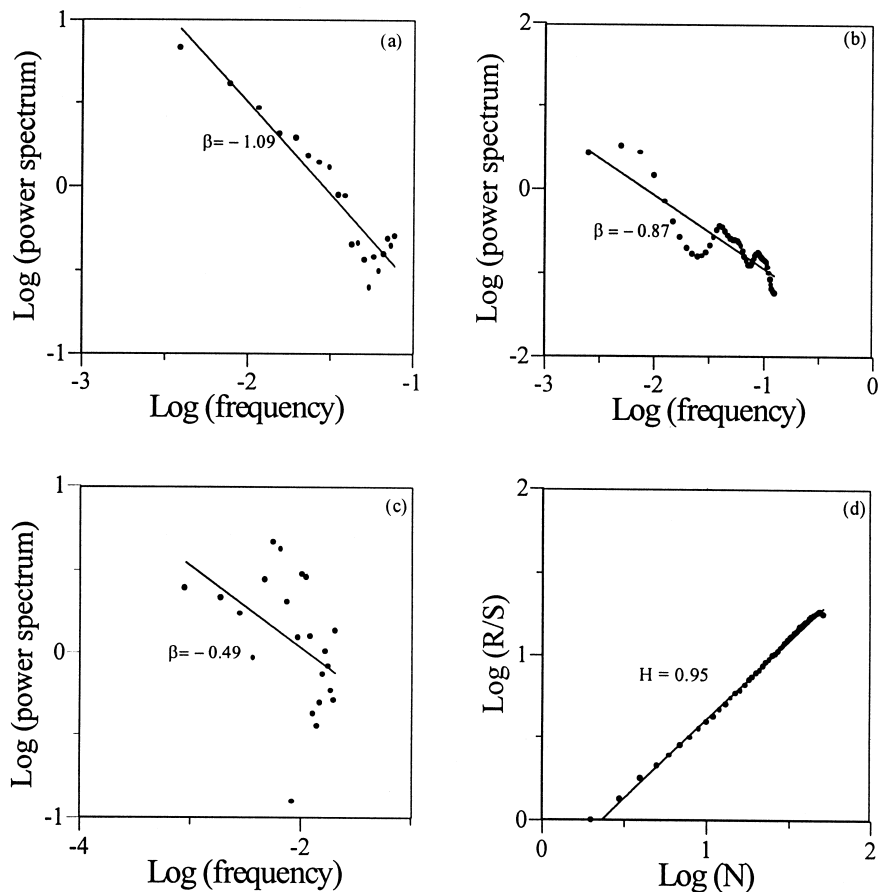 (a)
Log (power spectrum)
1
0
-1
β= - 1.09
-3
-2
-1
Log (frequency)
(b)
Log (power spectrum)
2
0
-2
β = -0.87
-3
-2
-1
0
Log (frequency)
(c)
Log (power spectrum)
1
0
-1
β= - 0.49
-4
-2
Log (frequency)
(d)
Log (R/S)
2
1
0
H = 0.95
0
1
2
Log (N)